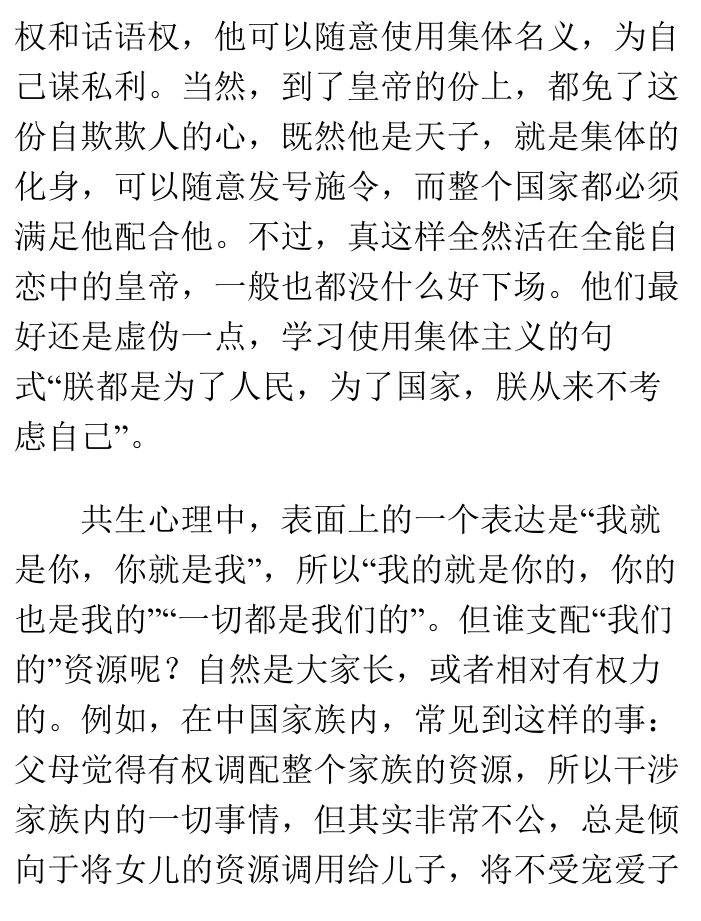 权和话语权，他可以随意使用集体名义，为自
己谋私利。当然，到了皇帝的份上，都免了这
份自欺欺人的心，既然他是天子，就是集体的
化身，可以随意发号施令，而整个国家都必须
满足他配合他。不过，真这样全然活在全能自
恋中的皇帝，一般也都没什么好下场。他们最
好还是虚伪一点，学习使用集体主义的句
式“朕都是为了人民，为了国家，朕从来不考
虑自己”。
共生心理中，表面上的一个表达是“我就
是你，你就是我”，所以“我的就是你的，你的
也是我的”“一切都是我们的”。但谁支配“我们
的”资源呢？自然是大家长，或者相对有权力
的。例如，在中国家族内，常见到这样的事：
父母觉得有权调配整个家族的资源，所以干涉
家族内的一切事情，但其实非常不公，总是倾
向于将女儿的资源调用给儿子，将不受宠爱子